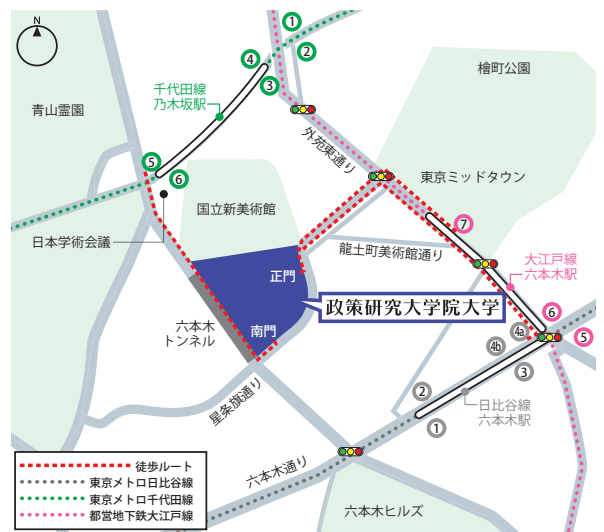 N
①
②
④
③
檜町公園
千代田線
乃木坂駅
青山霊園
外苑東通り
⑤
⑥
東京ミッドタウン
国立新美術館
⑦
日本学術会議
龍土町美術館通り
大江戸線
六本木駅
正門
政策研究大学院大学
六本木
トンネル
南門
⑥
4a
⑤
4b
③
星条旗通り
②
①
日比谷線
六本木駅
六本木通り
徒歩ルート
東京メトロ日比谷線
東京メトロ千代田線
都営地下鉄大江戸線
六本木ヒルズ